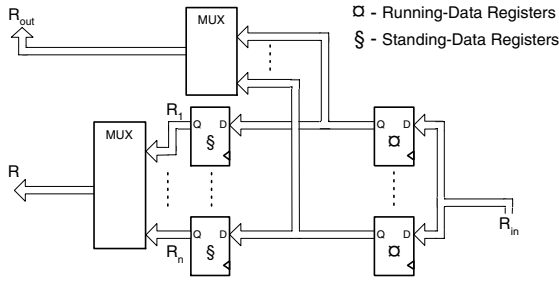 R_out
MUX
¤ - Running-Data Registers
§ - Standing-Data Registers
R_1
Q D
§
Q D
¤
MUX
R
R_n
Q D
§
Q D
¤
R_in